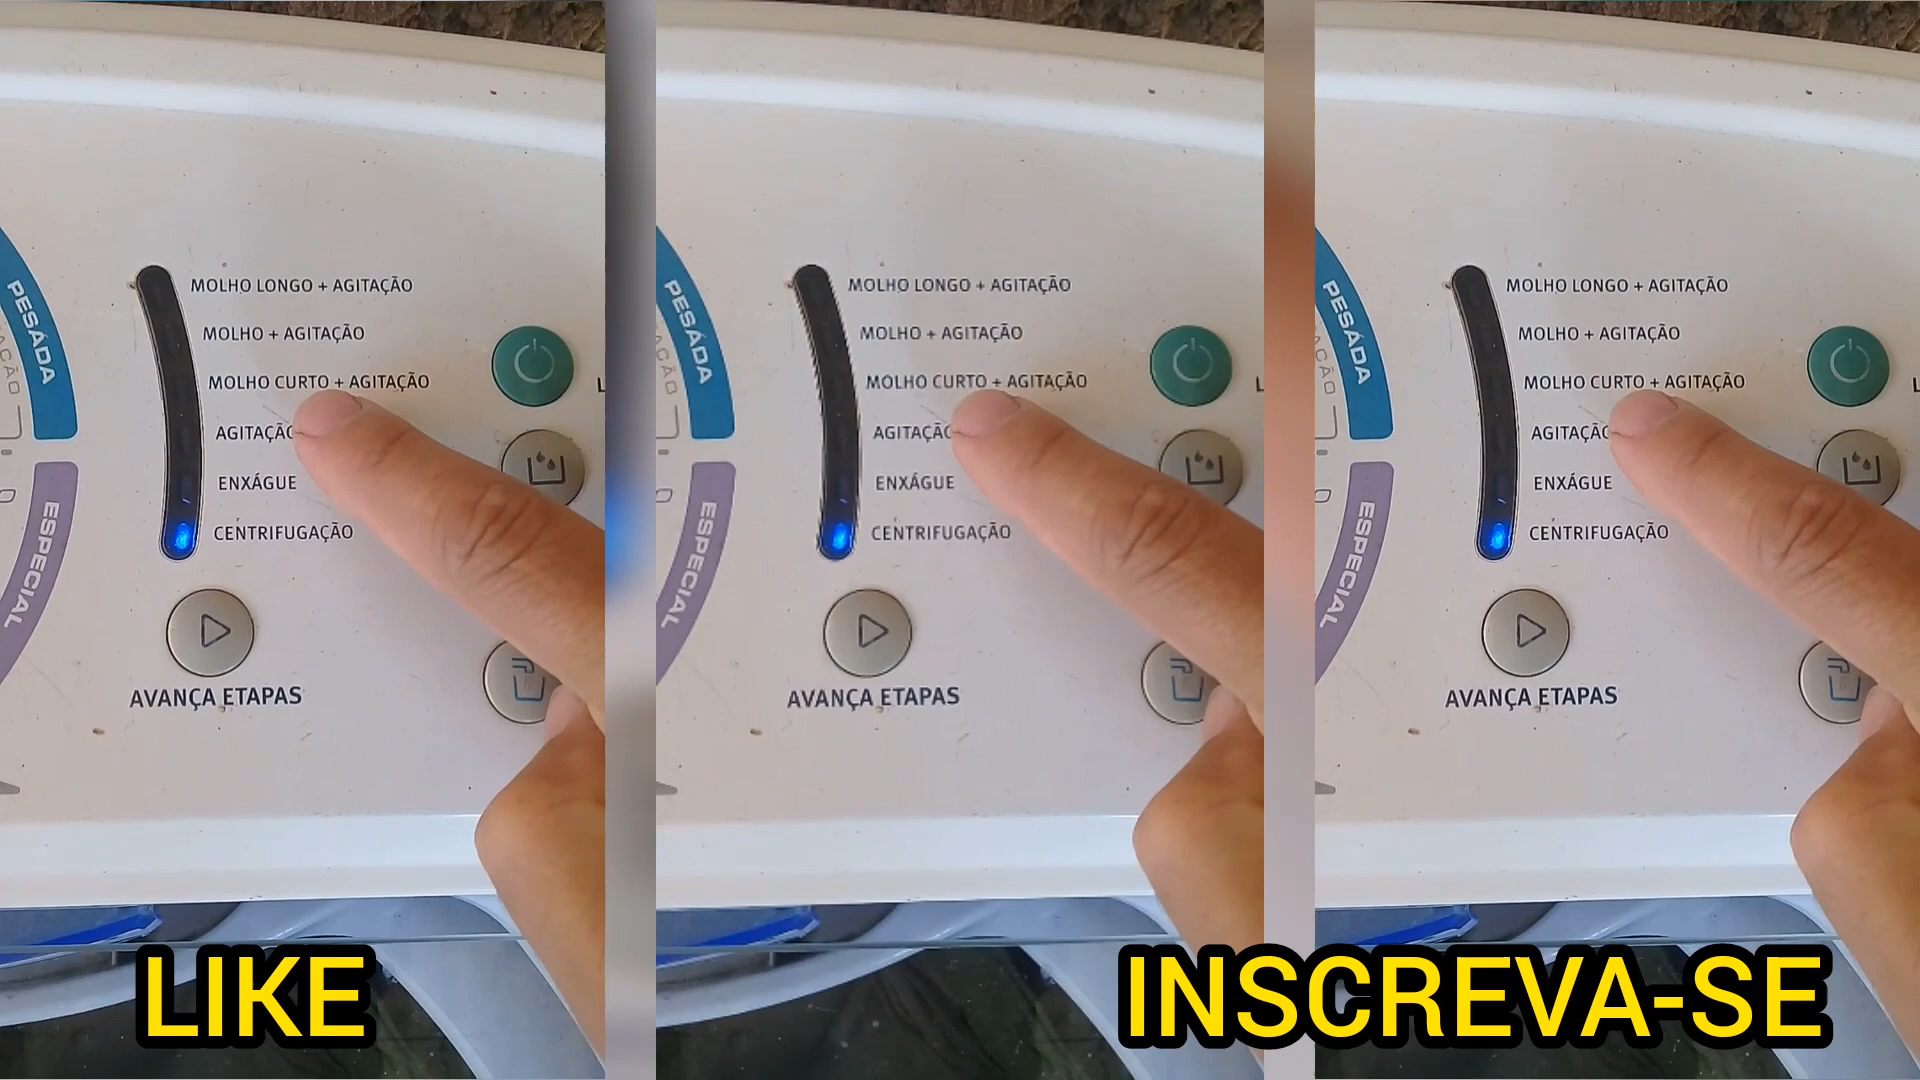 MOLHO LONGO + AGITAÇÃO
MOLHO + AGITAÇÃO
MOLHO CURTO + AGITAÇÃO
AGITAÇÃO
ENXÁGUE
CENTRIFUGAÇÃO
AVANÇA ETAPAS
PESADA
ESPECIAL
MOLHO LONGO + AGITAÇÃO
MOLHO + AGITAÇÃO
MOLHO CURTO + AGITAÇÃO
AGITAÇÃO
ENXÁGUE
CENTRIFUGAÇÃO
AVANÇA ETAPAS
PESADA
ESPECIAL
MOLHO LONGO + AGITAÇÃO
MOLHO + AGITAÇÃO
MOLHO CURTO + AGITAÇÃO
AGITAÇÃO
ENXÁGUE
CENTRIFUGAÇÃO
AVANÇA ETAPAS
PESADA
ESPECIAL
LIKE
INSCREVA-SE